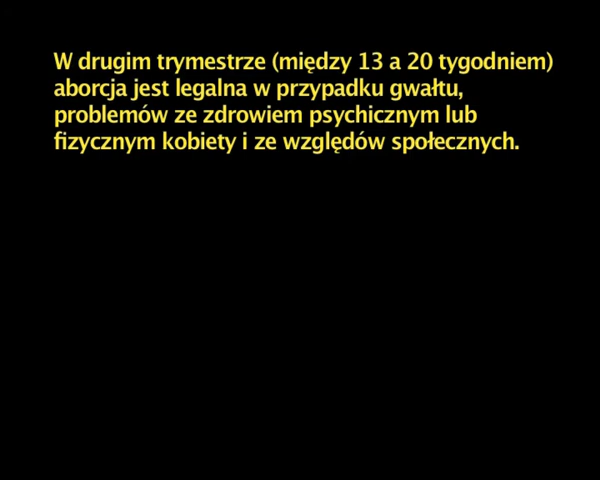 W drugim trymestrze (między 13 a 20 tygodniem)
aborcja jest legalna w przypadku gwałtu,
problemów ze zdrowiem psychicznym lub
fizycznym kobiety i ze względów społecznych.